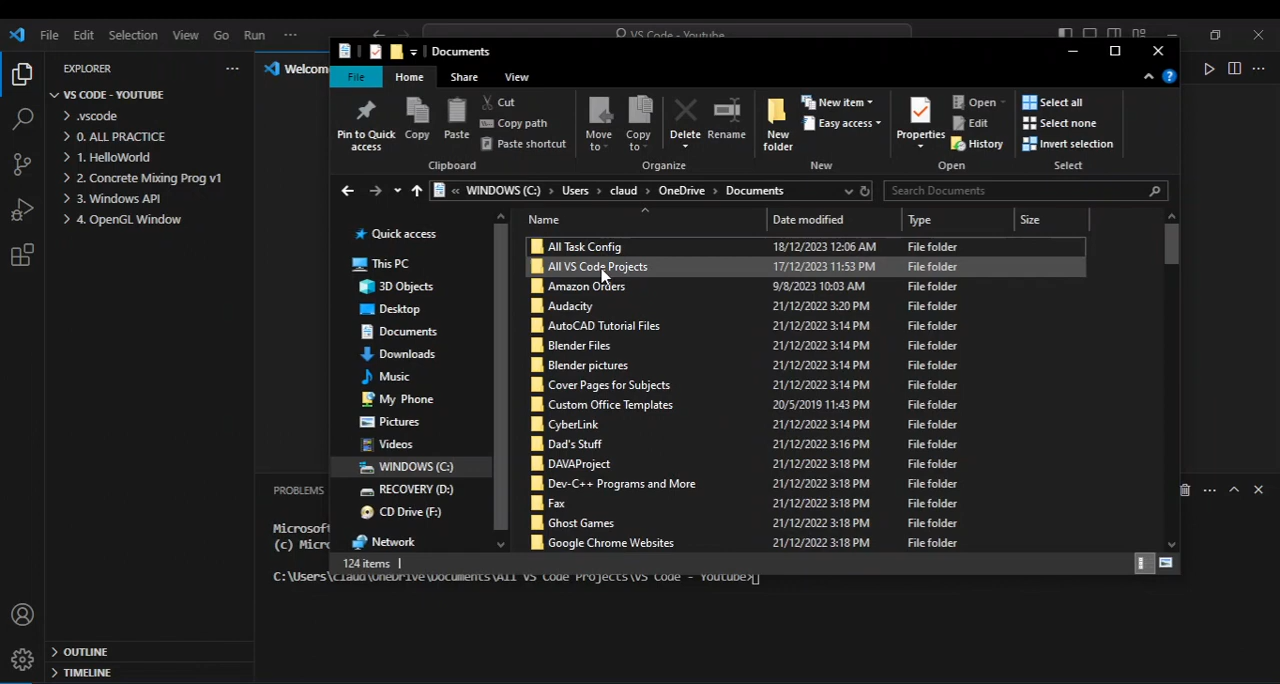 File Edit Selection View Go Run ··· VS Code - Youtube
EXPLORER ···
VS CODE - YOUTUBE
.vscode
0. ALL PRACTICE
1. HelloWorld
2. Concrete Mixing Prog v1
3. Windows API
4. OpenGL Window
OUTLINE
TIMELINE
Documents
File Home Share View
Pin to Quick access
Copy
Paste
Cut
Copy path
Paste shortcut
Clipboard
Move to
Copy to
Delete
Rename
Organize
New folder
New item
Easy access
New
Properties
Open
Edit
History
Open
Select all
Select none
Invert selection
Select
« WINDOWS (C:) › Users › claud › OneDrive › Documents
Search Documents
Quick access
This PC
3D Objects
Desktop
Documents
Downloads
Music
My Phone
Pictures
Videos
WINDOWS (C:)
RECOVERY (D:)
CD Drive (F:)
Network
Name Date modified Type Size
All Task Config 18/12/2023 12:06 AM File folder
All VS Code Projects 17/12/2023 11:53 PM File folder
Amazon Orders 9/8/2023 10:03 AM File folder
Audacity 21/12/2022 3:20 PM File folder
AutoCAD Tutorial Files 21/12/2022 3:14 PM File folder
Blender Files 21/12/2022 3:14 PM File folder
Blender pictures 21/12/2022 3:14 PM File folder
Cover Pages for Subjects 21/12/2022 3:14 PM File folder
Custom Office Templates 20/5/2019 11:43 PM File folder
CyberLink 21/12/2022 3:14 PM File folder
Dad's Stuff 21/12/2022 3:16 PM File folder
DAVAProject 21/12/2022 3:18 PM File folder
Dev-C++ Programs and More 21/12/2022 3:18 PM File folder
Fax 21/12/2022 3:18 PM File folder
Ghost Games 21/12/2022 3:18 PM File folder
Google Chrome Websites 21/12/2022 3:18 PM File folder
124 items
Welcome
PROBLEMS
Microsoft
(c) Micro
C:\Users\claud\OneDrive\Documents\All VS Code Projects\VS Code - Youtube>